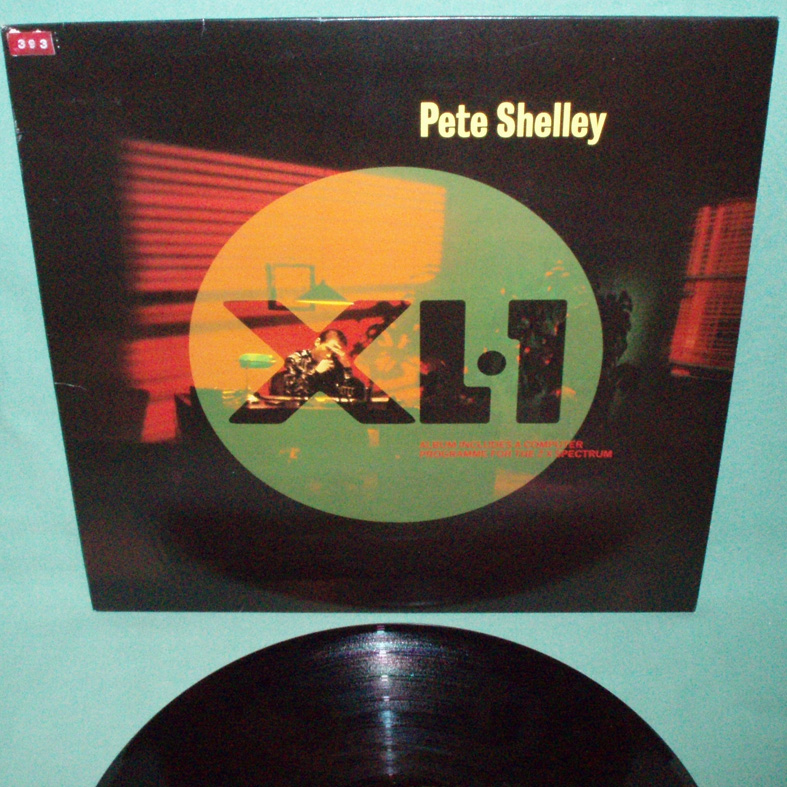 393
Pete Shelley
XL·1
ALBUM INCLUDES A COMPUTER
PROGRAMME FOR THE ZX SPECTRUM